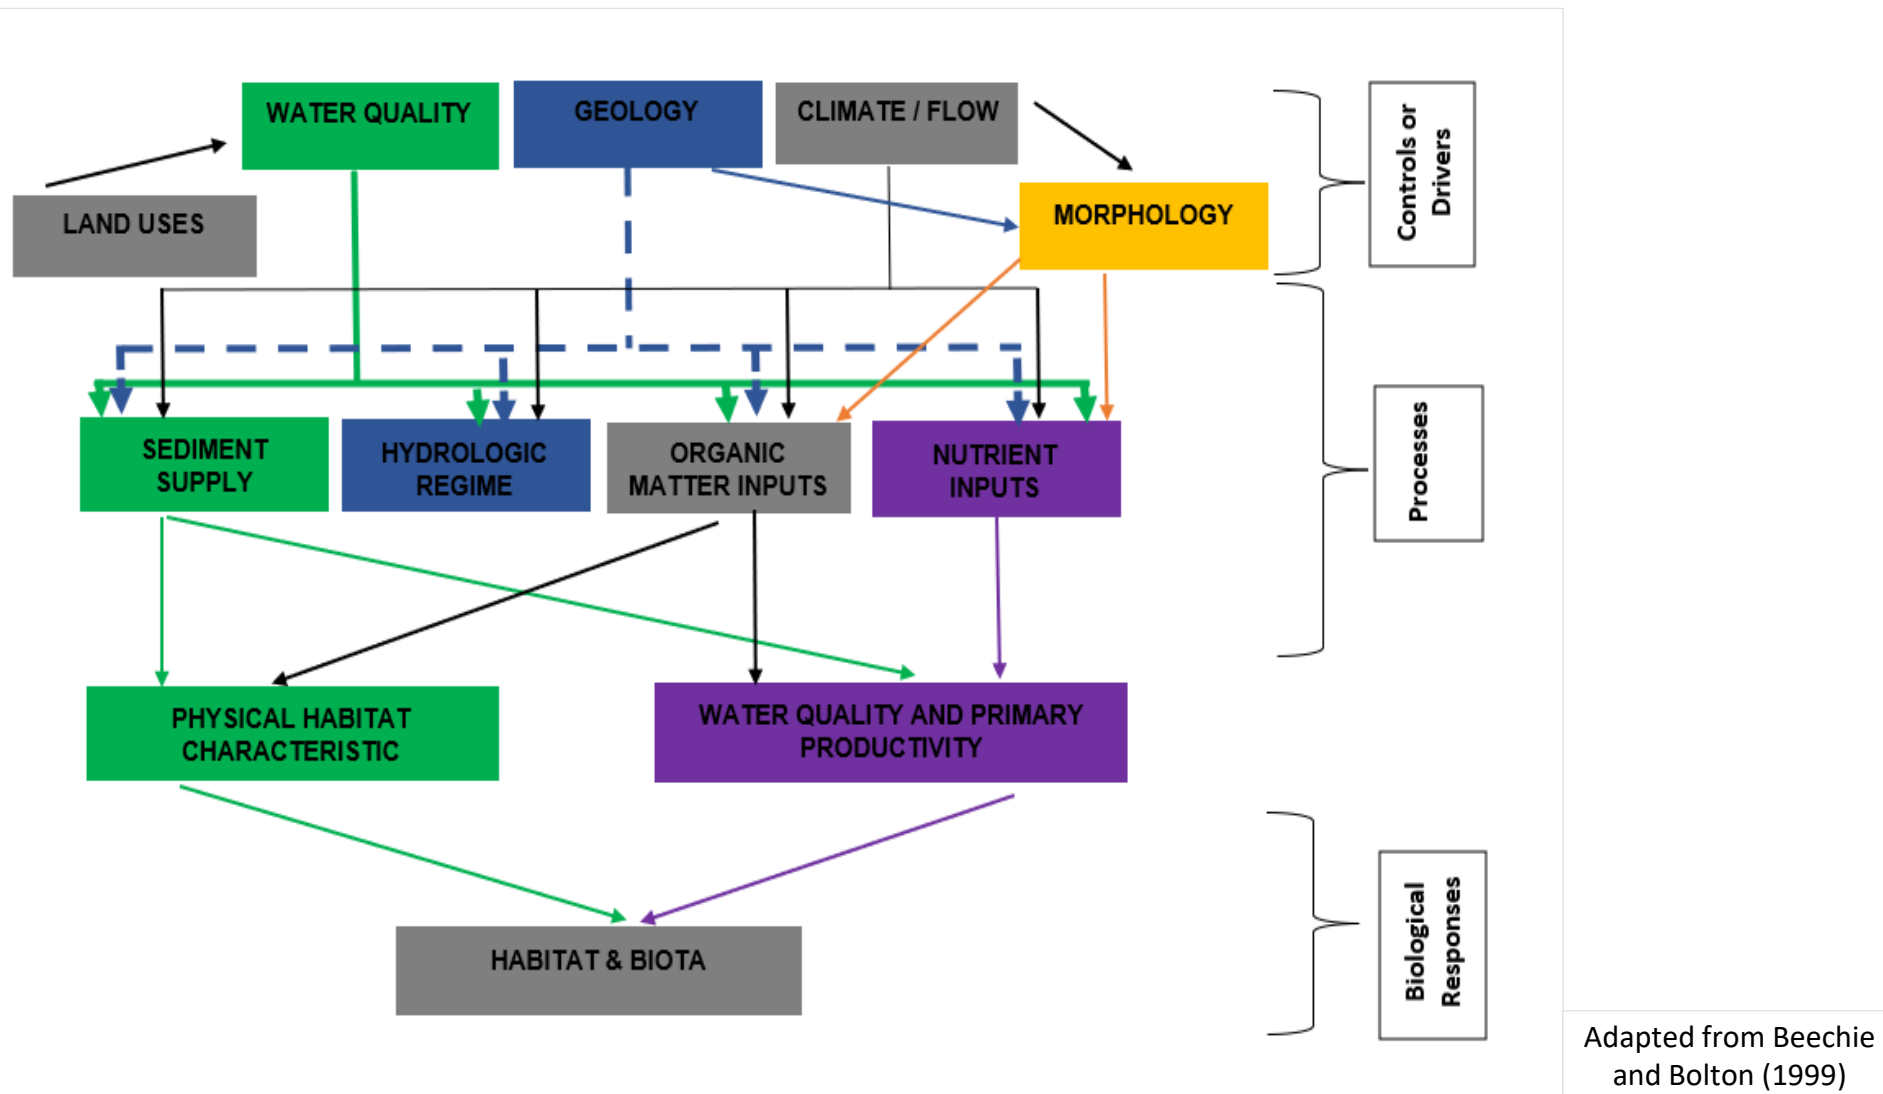 WATER QUALITY
GEOLOGY
CLIMATE / FLOW
LAND USES
MORPHOLOGY
Controls or
Drivers
SEDIMENT
SUPPLY
HYDROLOGIC
REGIME
ORGANIC
MATTER INPUTS
NUTRIENT
INPUTS
Processes
PHYSICAL HABITAT
CHARACTERISTIC
WATER QUALITY AND PRIMARY
PRODUCTIVITY
HABITAT & BIOTA
Biological
Responses
Adapted from Beechie
and Bolton (1999)